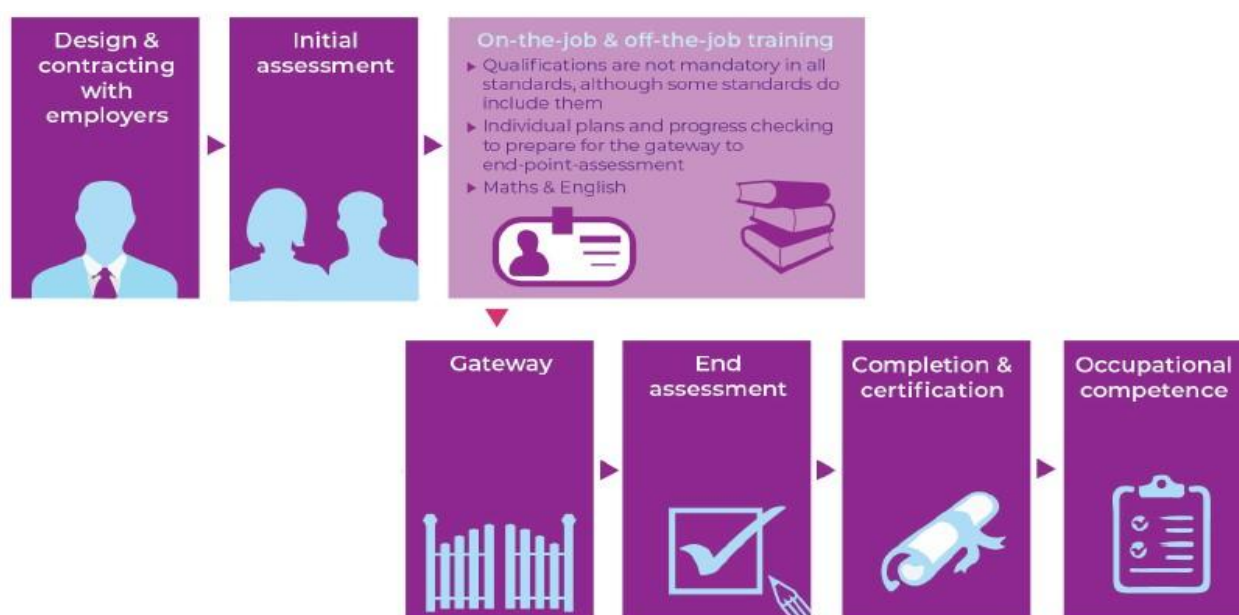 Design &
contracting
with
employers
Initial
assessment
On-the-job & off-the-job training
▸ Qualifications are not mandatory in all
standards, although some standards do
include them
▸ Individual plans and progress checking
to prepare for the gateway to
end-point-assessment
▸ Maths & English
Gateway
End
assessment
Completion &
certification
Occupational
competence